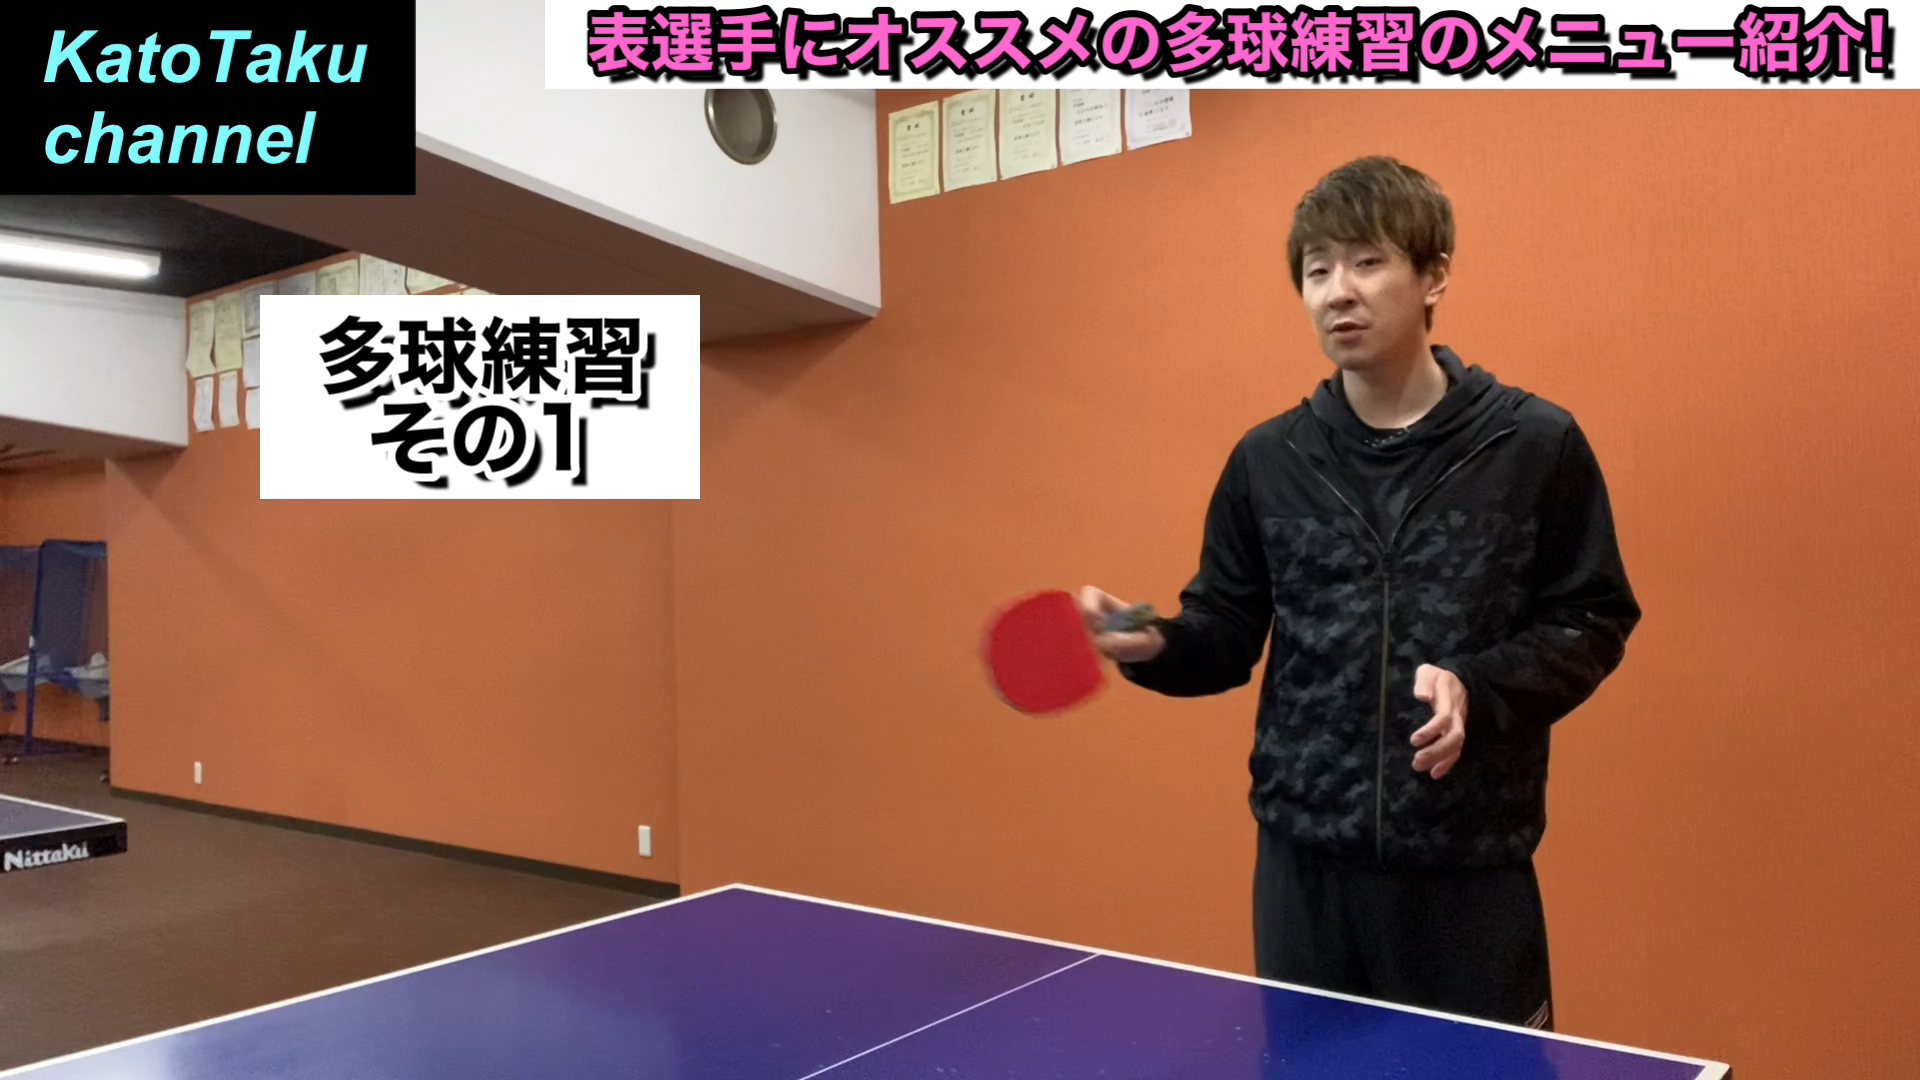 KatoTaku
channel
表選手にオススメの多球練習のメニュー紹介!
多球練習
その1
Nittaku